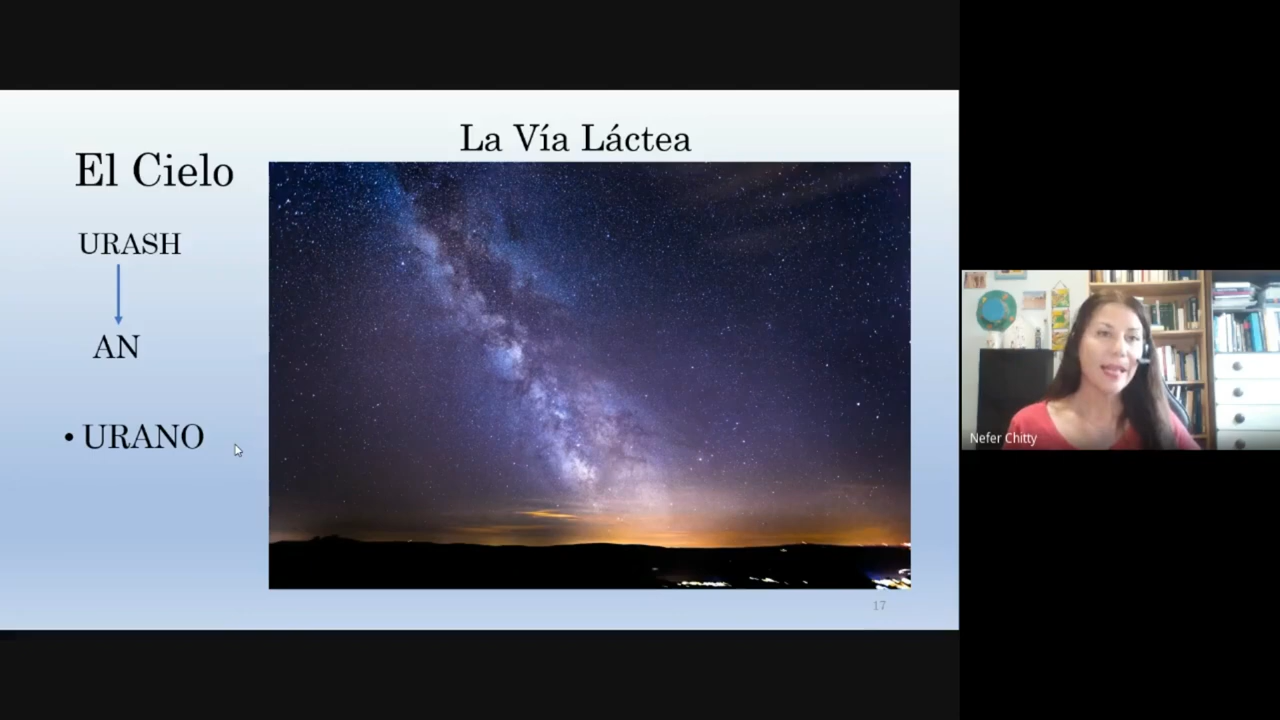 La Vía Láctea
El Cielo
URASH
AN
• URANO
17
Nefer Chitty